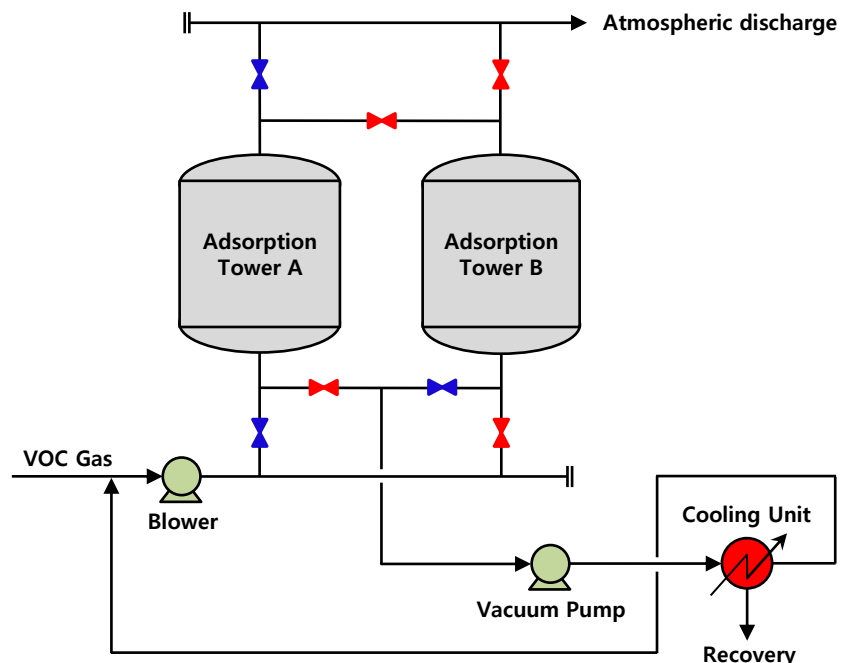 Atmospheric discharge
Adsorption
Tower A
Adsorption
Tower B
VOC Gas
Blower
Cooling Unit
Vacuum Pump
Recovery